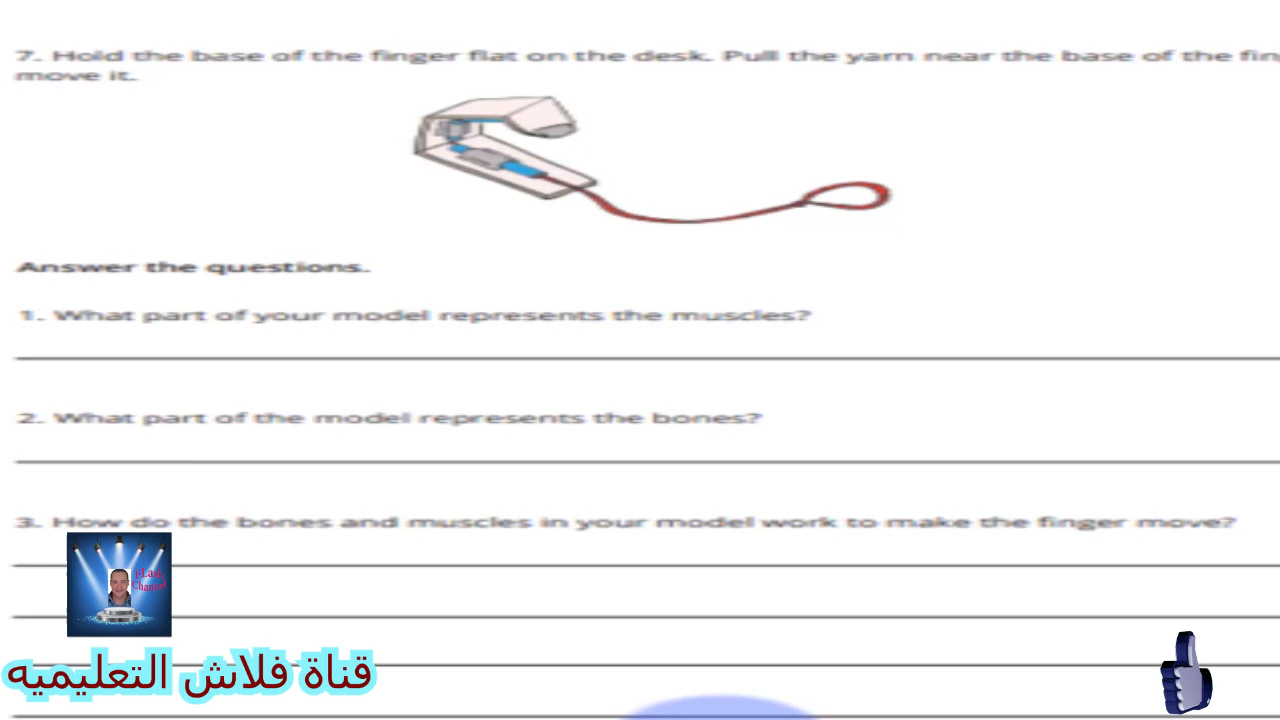 7. Hold the base of the finger flat on the desk. Pull the yarn near the base of the
move it.
Answer the questions.
1. What part of your model represents the muscles?
2. What part of the model represents the bones?
3. How do the bones and muscles in your model work to make the finger move?
قناة فلاش التعليميه